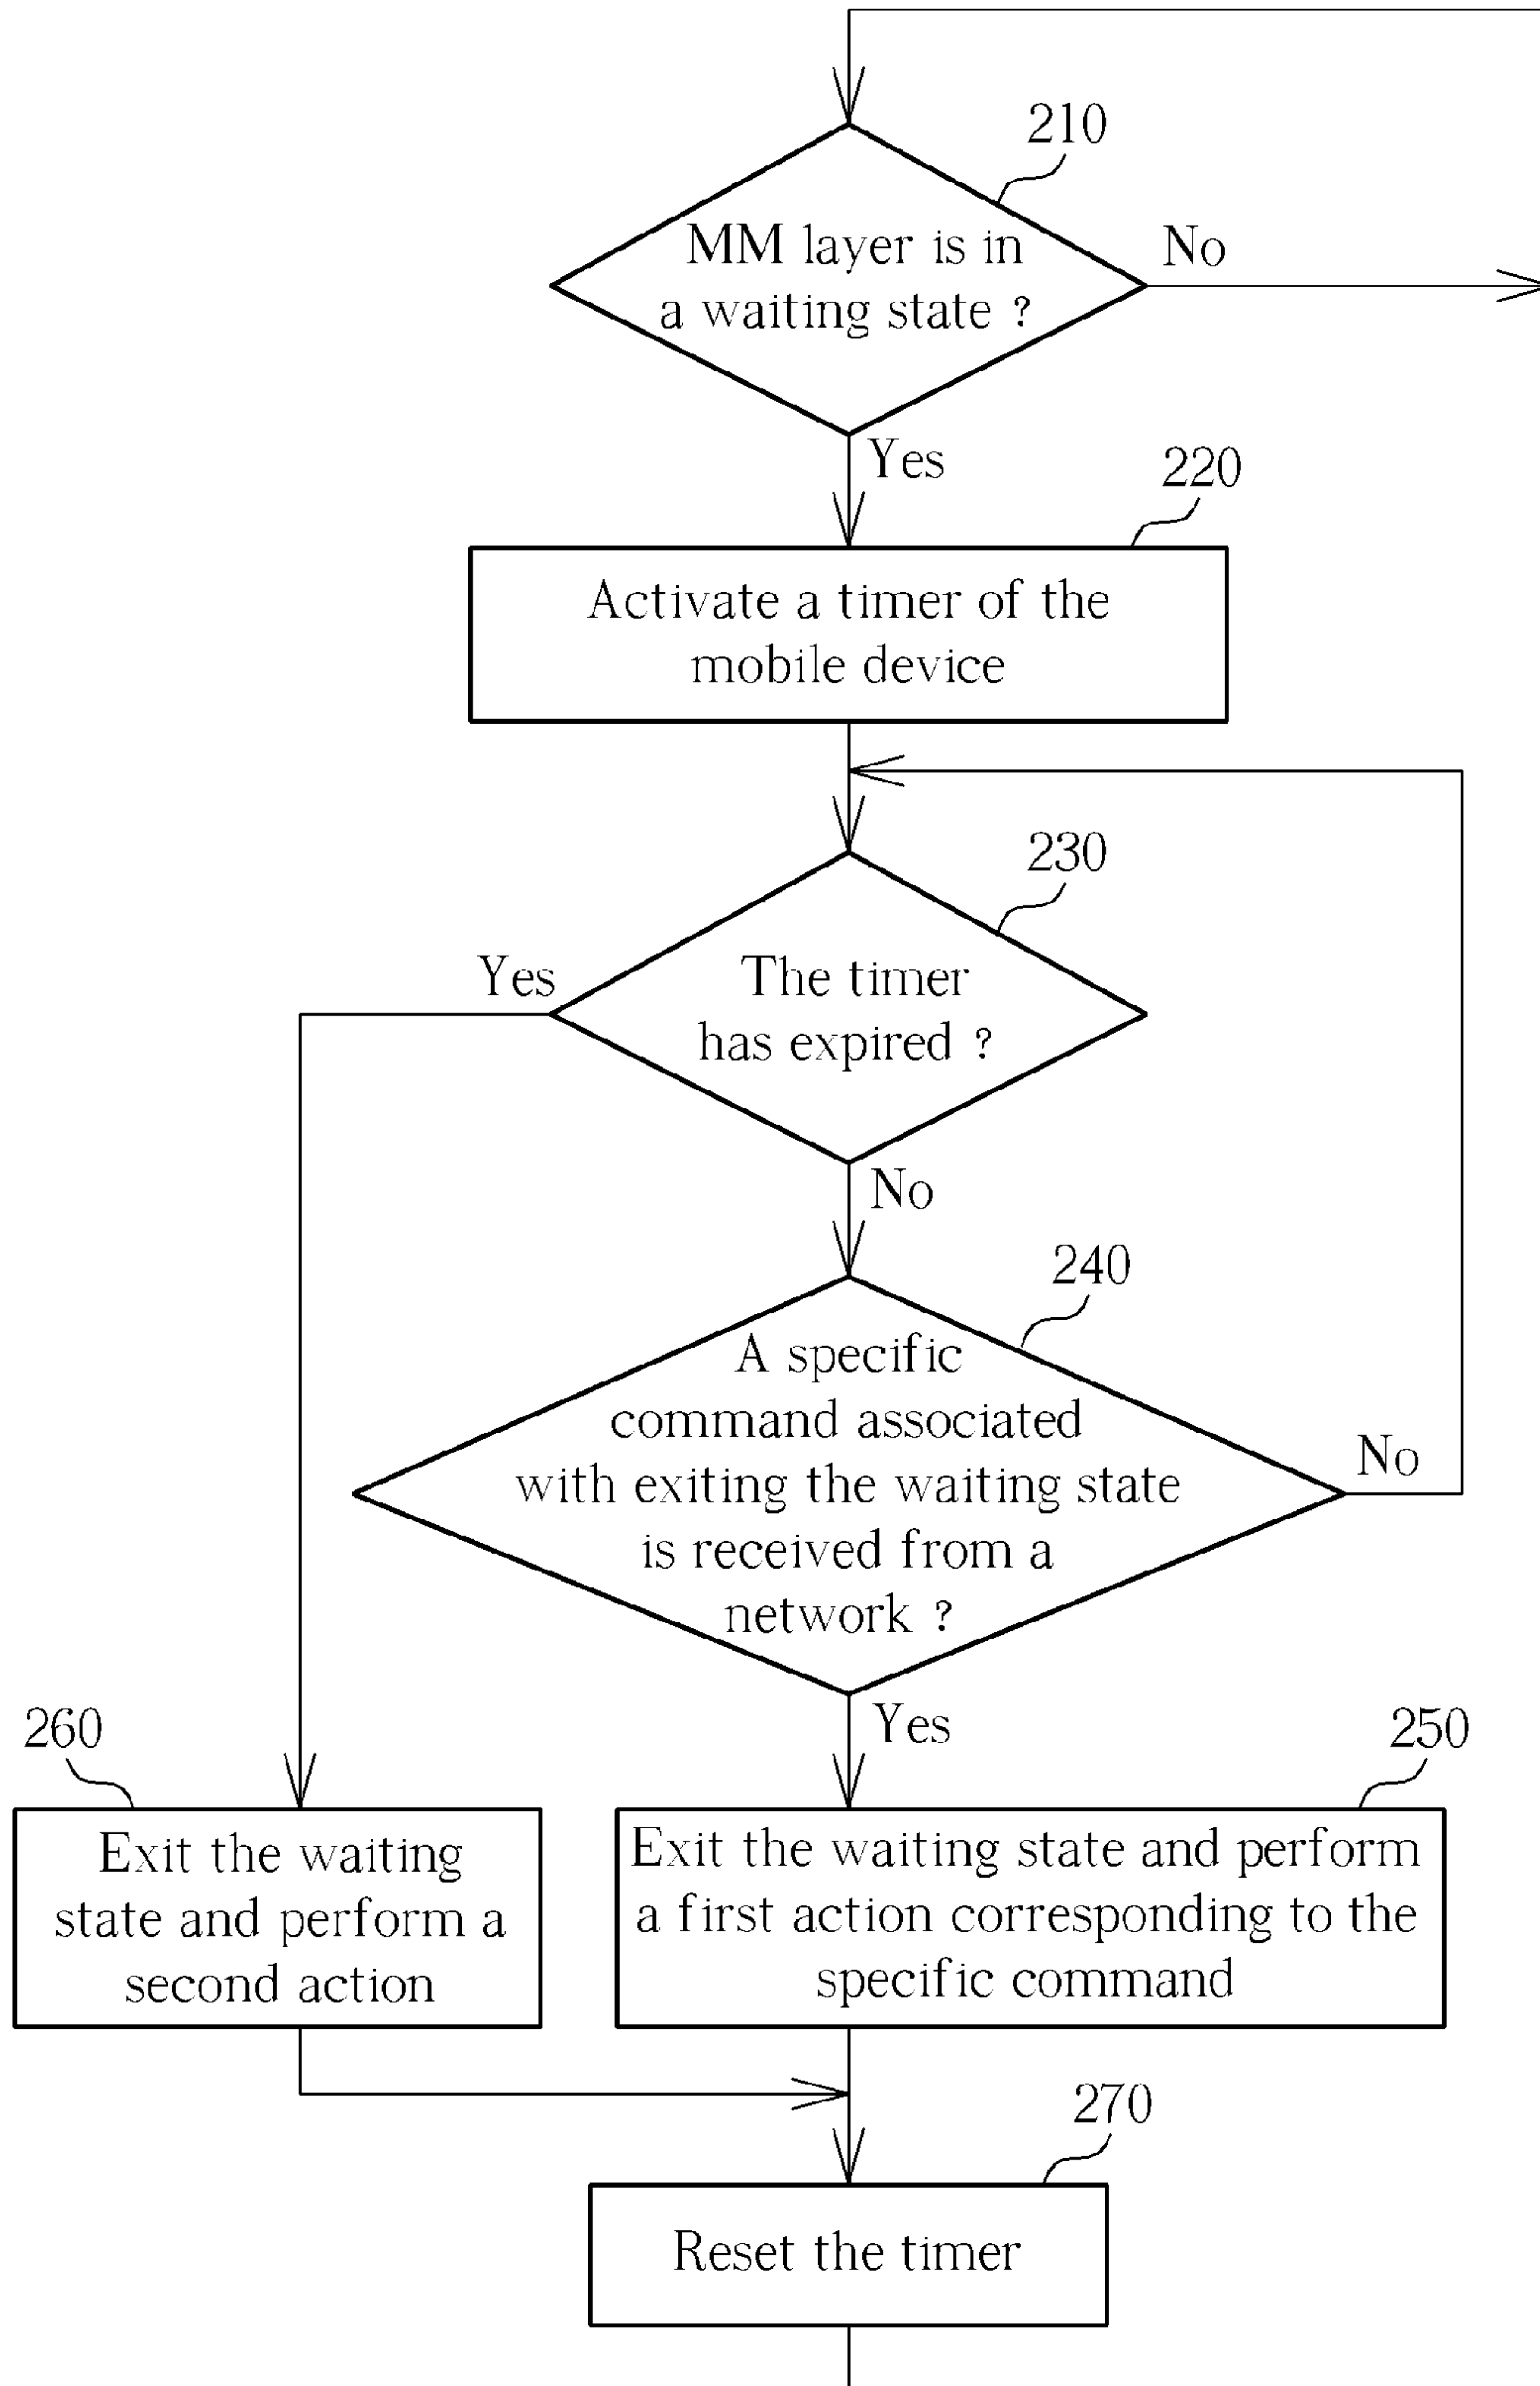 210
MM layer is in
a waiting state ?
No
Yes
220
Activate a timer of the
mobile device
230
Yes
The timer
has expired ?
No
240
A specific
command associated
with exiting the waiting state
is received from a
network ?
No
Yes
260
250
Exit the waiting
state and perform a
second action
Exit the waiting state and perform
a first action corresponding to the
specific command
270
Reset the timer